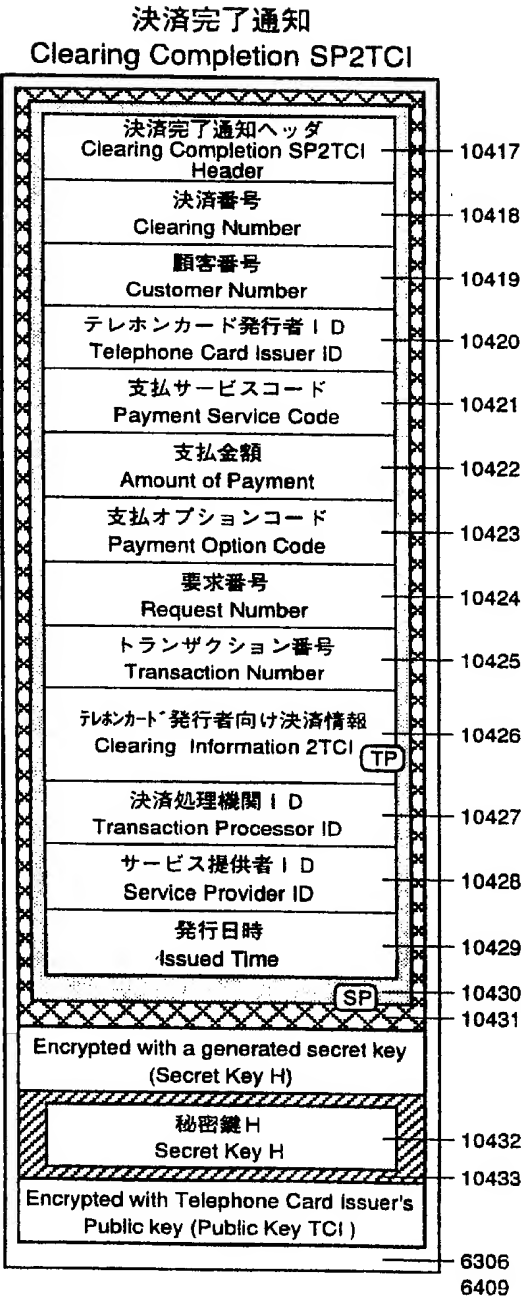 決済完了通知
Clearing Completion SP2TCI
決済完了通知ヘッダ
Clearing Completion SP2TCI
Header
10417
決済番号
Clearing Number
10418
顧客番号
Customer Number
10419
テレホンカード発行者ID
Telephone Card Issuer ID
10420
支払サービスコード
Payment Service Code
10421
支払金額
Amount of Payment
10422
支払オプションコード
Payment Option Code
10423
要求番号
Request Number
10424
トランザクション番号
Transaction Number
10425
テレホンカード発行者向け決済情報
Clearing Information 2TCI
TP
10426
決済処理機関ID
Transaction Processor ID
10427
サービス提供者ID
Service Provider ID
10428
発行日時
Issued Time
10429
SP
10430
10431
Encrypted with a generated secret key
(Secret Key H)
秘密鍵H
Secret Key H
10432
10433
Encrypted with Telephone Card Issuer's
Public key (Public Key TCI)
6306
6409